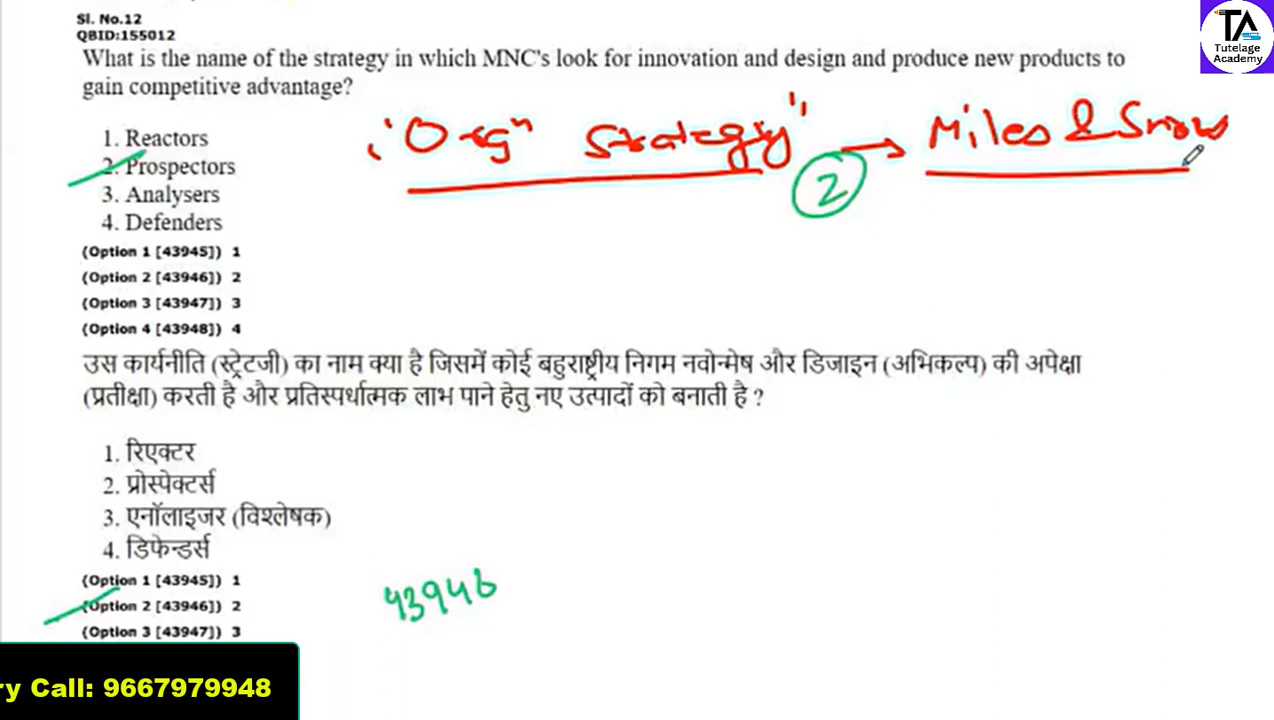 Sl. No.12
QBID:155012
What is the name of the strategy in which MNC's look for innovation and design and produce new products to
gain competitive advantage?
1. Reactors
2. Prospectors
3. Analysers
4. Defenders
"Orgn Strategy" → Miles & Snow
2
(Option 1 [43945]) 1
(Option 2 [43946]) 2
(Option 3 [43947]) 3
(Option 4 [43948]) 4
उस कार्यनीति (स्ट्रेटजी) का नाम क्या है जिसमें कोई बहुराष्ट्रीय निगम नवोन्मेष और डिजाइन (अभिकल्प) की अपेक्षा
(प्रतीक्षा) करती है और प्रतिस्पर्धात्मक लाभ पाने हेतु नए उत्पादों को बनाती है ?
1. रिएक्टर
2. प्रोस्पेक्टर्स
3. एनॉलाइजर (विश्लेषक)
4. डिफेन्डर्स
(Option 1 [43945]) 1
(Option 2 [43946]) 2
(Option 3 [43947]) 3
43946
ry Call: 9667979948
TA
Tutelage
Academy